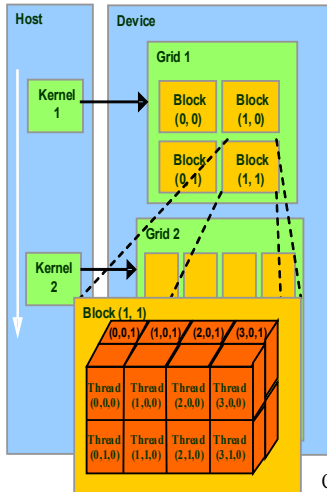 Host
Device
Grid 1
Kernel
1
Block
(0, 0)
Block
(1, 0)
Block
(0, 1)
Block
(1, 1)
Grid 2
Kernel
2
Block (1, 1)
(0,0,1) (1,0,1) (2,0,1) (3,0,1)
Thread Thread Thread Thread
(0,0,0) (1,0,0) (2,0,0) (3,0,0)
Thread Thread Thread Thread
(0,1,0) (1,1,0) (2,1,0) (3,1,0)